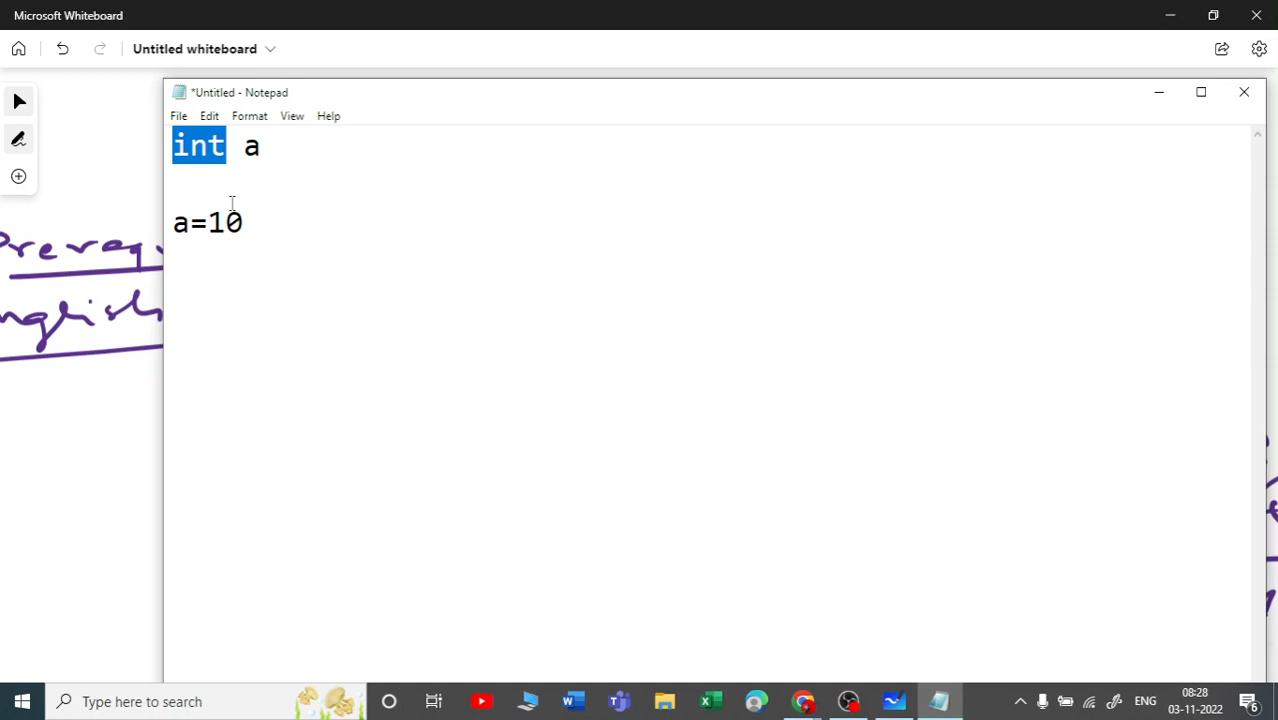 Microsoft Whiteboard
Untitled whiteboard
*Untitled - Notepad
File Edit Format View Help
int a
a=10
Type here to search
ENG
08:28
03-11-2022
6